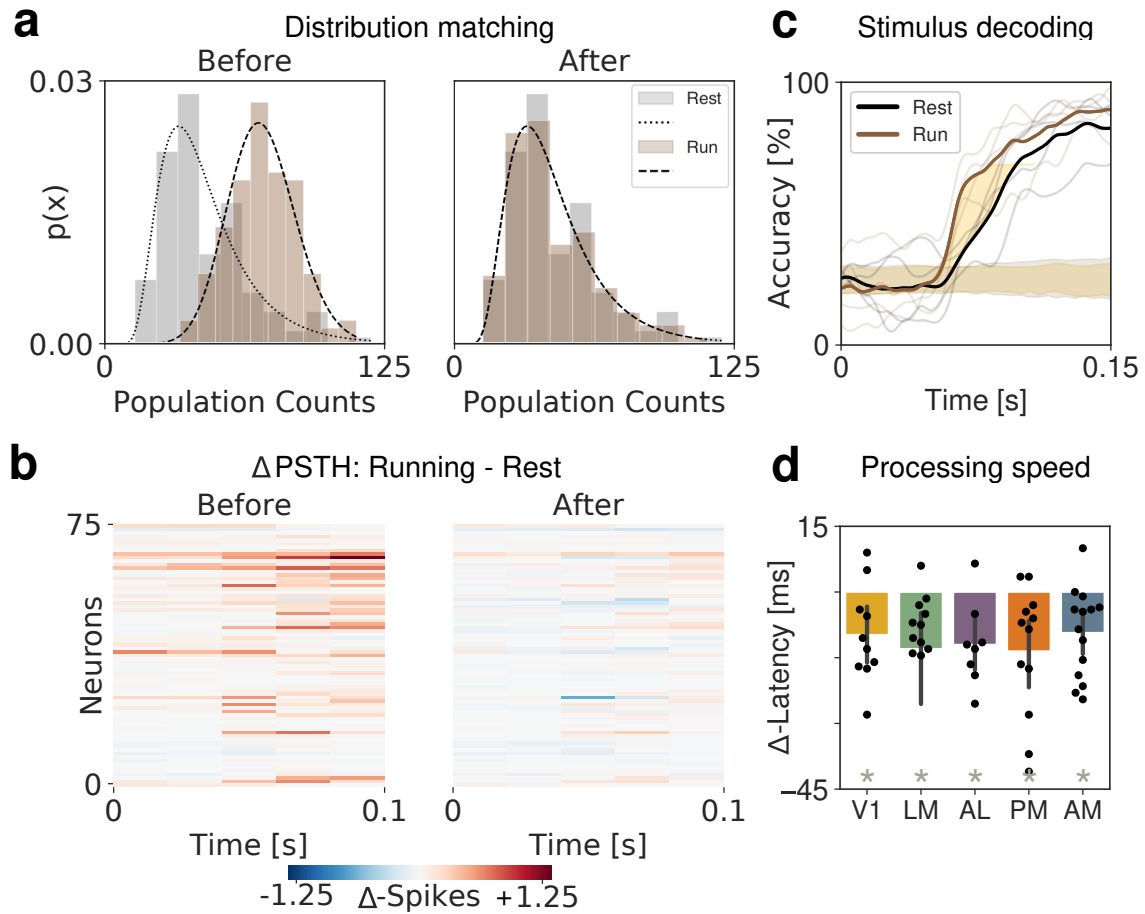 a
Distribution matching
Before
After
0.03
p(x)
0.00
0
125
Population Counts
Rest
Run
0
125
Population Counts
c
Stimulus decoding
100
Accuracy [%]
0
Rest
Run
0
0.15
Time [s]
b
Δ PSTH: Running - Rest
Before
After
75
Neurons
0
0
0.1
Time [s]
0
0.1
Time [s]
-1.25
Δ-Spikes
+1.25
d
Processing speed
15
Δ-Latency [ms]
−45
* * * * *
V1 LM AL PM AM